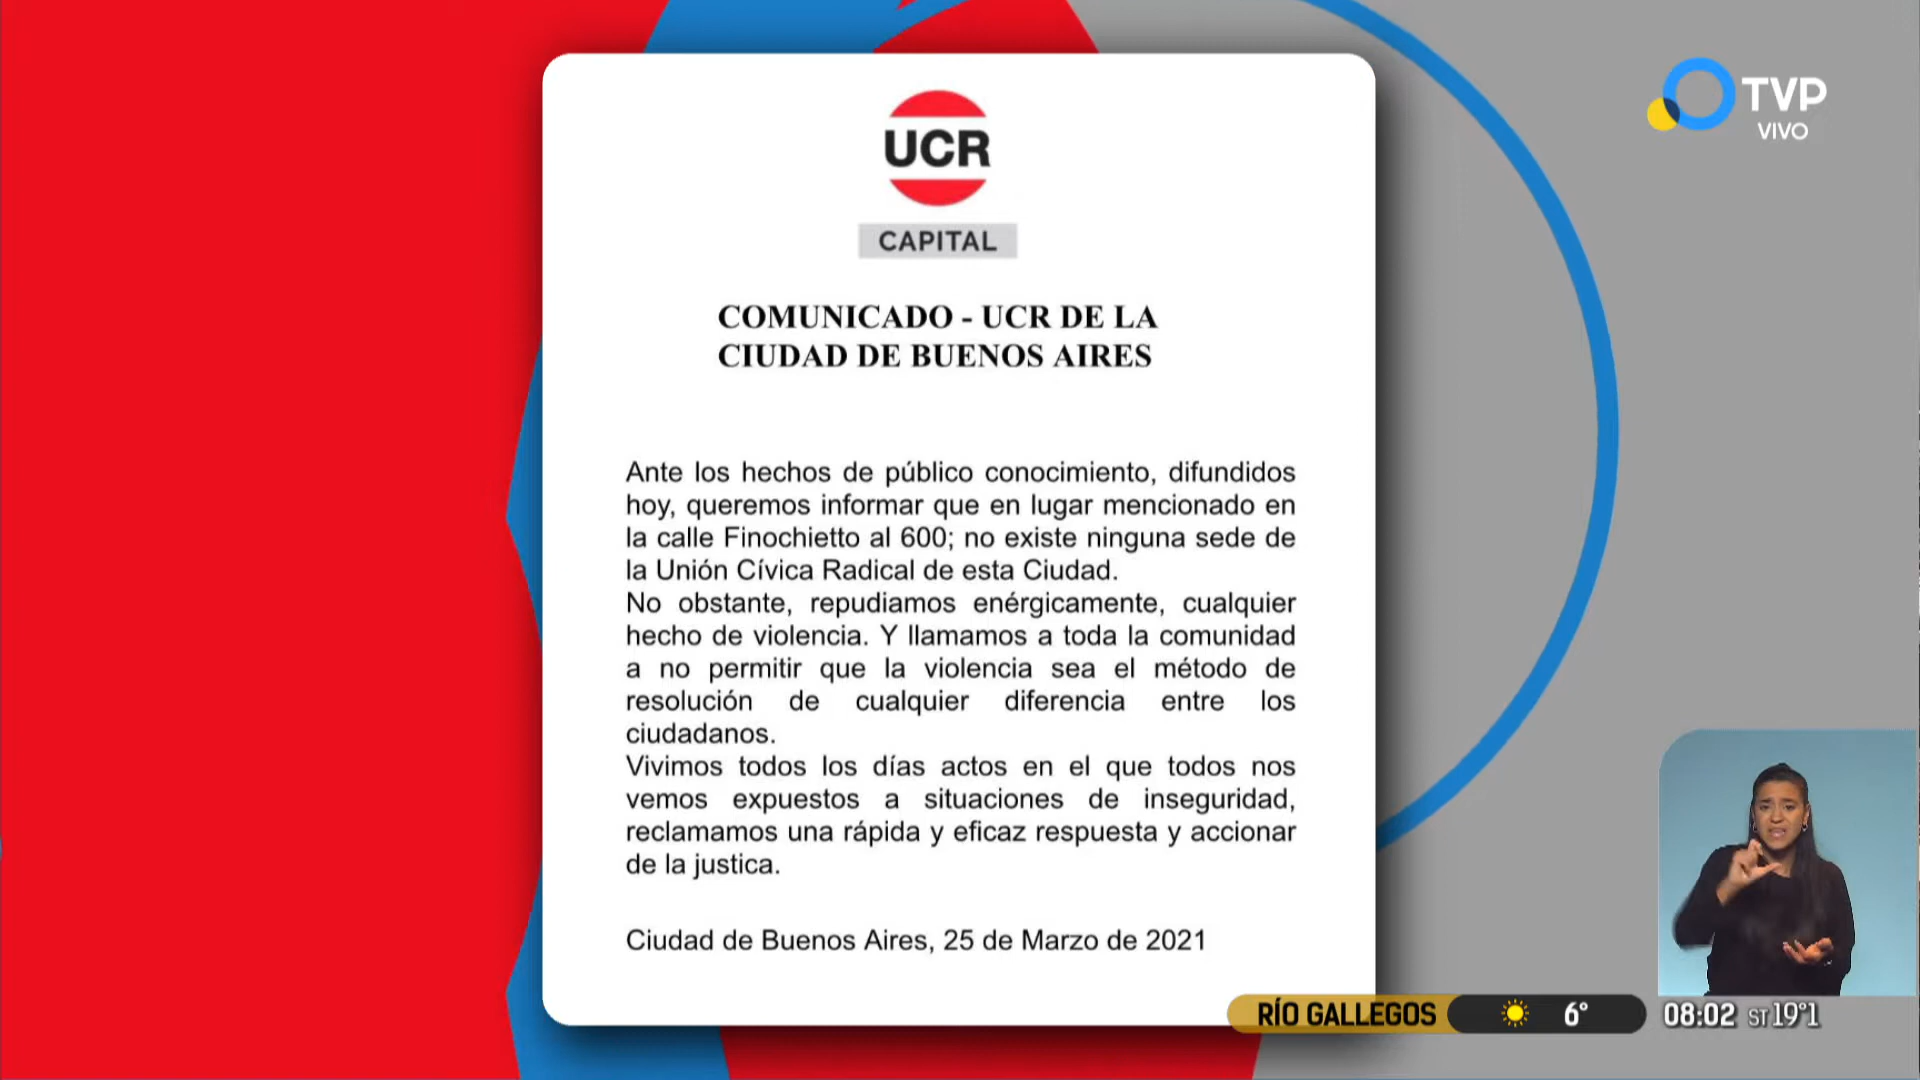 UCR
CAPITAL
COMUNICADO - UCR DE LA
CIUDAD DE BUENOS AIRES
Ante los hechos de público conocimiento, difundidos
hoy, queremos informar que en lugar mencionado en
la calle Finochietto al 600; no existe ninguna sede de
la Unión Cívica Radical de esta Ciudad.
No obstante, repudiamos enérgicamente, cualquier
hecho de violencia. Y llamamos a toda la comunidad
a no permitir que la violencia sea el método de
resolución de cualquier diferencia entre los
ciudadanos.
Vivimos todos los días actos en el que todos nos
vemos expuestos a situaciones de inseguridad,
reclamamos una rápida y eficaz respuesta y accionar
de la justica.
Ciudad de Buenos Aires, 25 de Marzo de 2021
TVP
VIVO
RÍO GALLEGOS 6° 08:02 ST 19°1